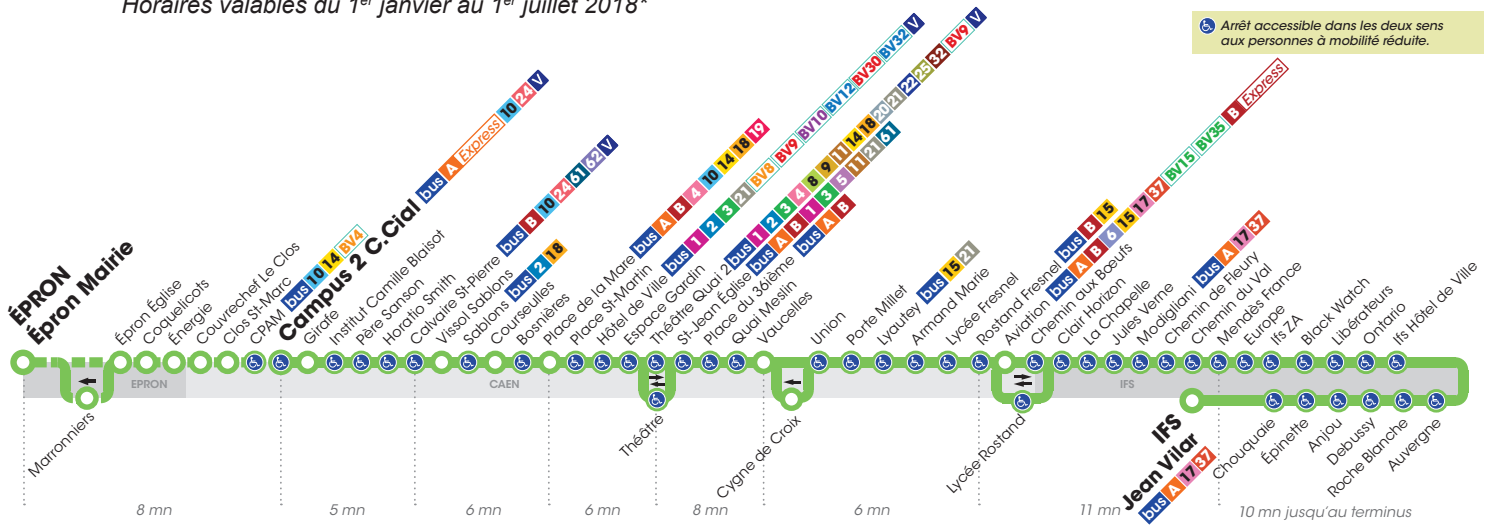 Horaires valables du 1er janvier au 1er juillet 2018*
Arrêt accessible dans les deux sens
aux personnes à mobilité réduite.
ÉPRON
Épron Mairie
Marronniers
Épron Église
Coquelicots
Énergie
Couvrechef Le Clos
Clos St-Marc
CPAM bus 10 14 BV4
Campus 2 C.Cial bus A Express 10 24 V
Girafe
Institut Camille Blaisot
Père Sanson
Horatio Smith
Calvaire St-Pierre bus B 10 24 61 62 V
Vissol Sablons
Sablons bus 2 18
Courseulles
Bosnières
Place de la Mare bus A B 4 10 14 18 19
Place St-Martin
Hôtel de Ville bus 1 2 3 21 BV8 BV9 BV10 BV12 BV30 BV32 V
Espace Gardin
Théâtre Quai 2 bus 1 2 3 4 8 9 11 14 18 20 21 22 25 32 BV9 V
Théâtre
St-Jean Église bus A B 1 3 5 11 21 61
Place du 36ième bus A B
Quai Meslin
Vaucelles
Cygne de Croix
Union
Porte Millet
Lyautey bus 15 21
Armand Marie
Lycée Fresnel
Rostand Fresnel bus B 15
Aviation bus A B 6 15 17 37 BV15 BV35 B Express
Lycée Rostand
Chemin aux Bœufs
Clair Horizon
La Chapelle
Jules Verne
Modigliani bus A 17 37
Chemin de Fleury
Chemin du Val
Mendès France
Europe
Ifs ZA
Black Watch
Libérateurs
Ontario
Ifs Hôtel de Ville
EPRON
CAEN
IFS
IFS
Jean Vilar
bus A 17 37
Chouquaie
Épinette
Anjou
Debussy
Roche Blanche
Auvergne
8 mn
5 mn
6 mn
6 mn
8 mn
6 mn
11 mn
10 mn jusqu'au terminus